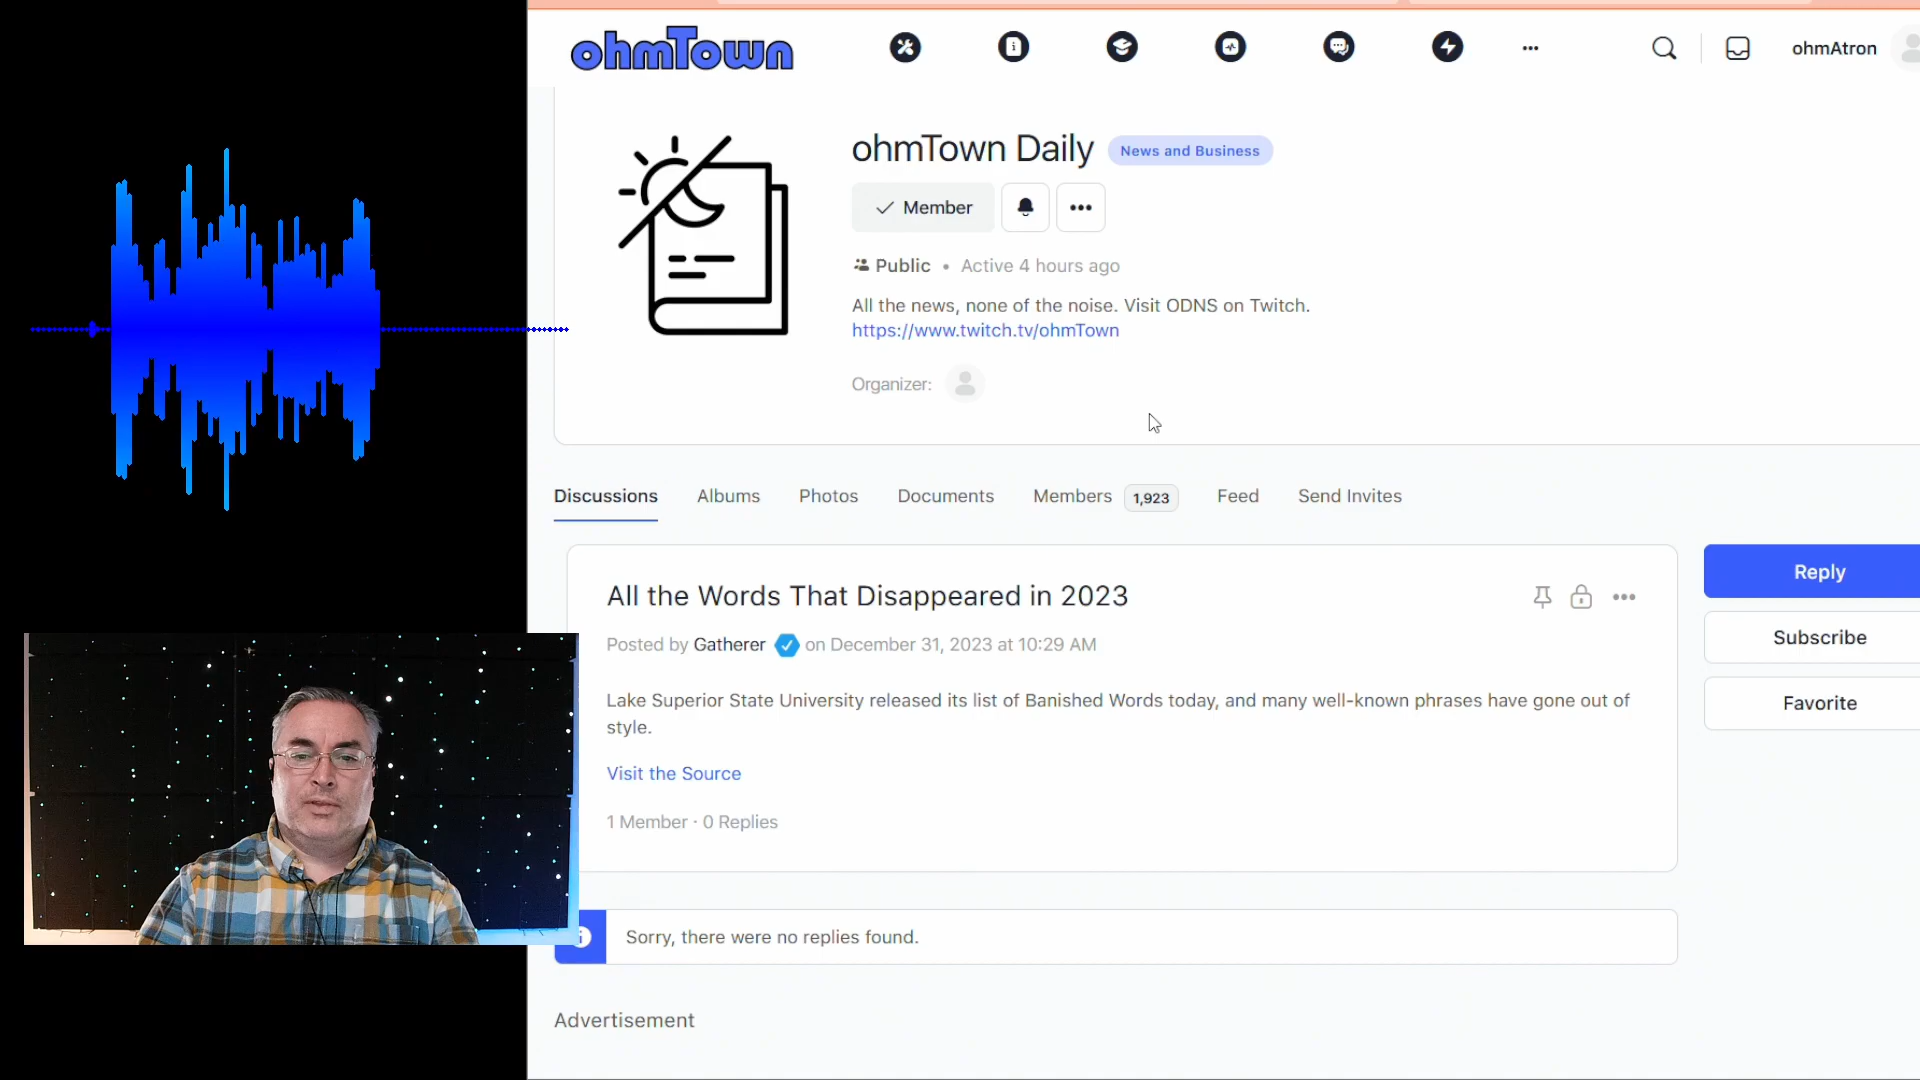 ohmTown
ohmAtron
ohmTown Daily
News and Business
Member
Public • Active 4 hours ago
All the news, none of the noise. Visit ODNS on Twitch.
https://www.twitch.tv/ohmTown
Organizer:
Discussions Albums Photos Documents Members 1,923 Feed Send Invites
All the Words That Disappeared in 2023
Posted by Gatherer on December 31, 2023 at 10:29 AM
Lake Superior State University released its list of Banished Words today, and many well-known phrases have gone out of
style.
Visit the Source
1 Member · 0 Replies
Reply
Subscribe
Favorite
Sorry, there were no replies found.
Advertisement